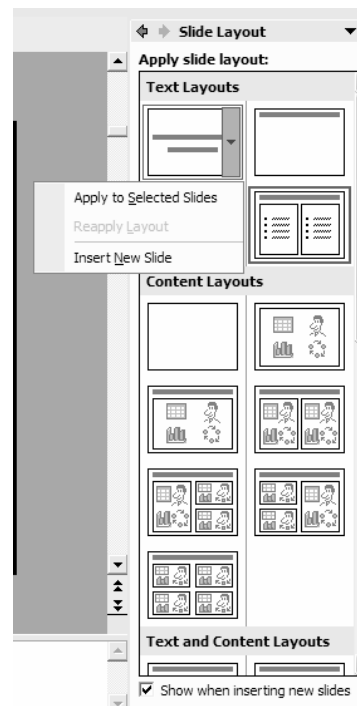 Slide Layout
Apply slide layout:
Text Layouts
Apply to Selected Slides
Reapply Layout
Insert New Slide
Content Layouts
Text and Content Layouts
Show when inserting new slides